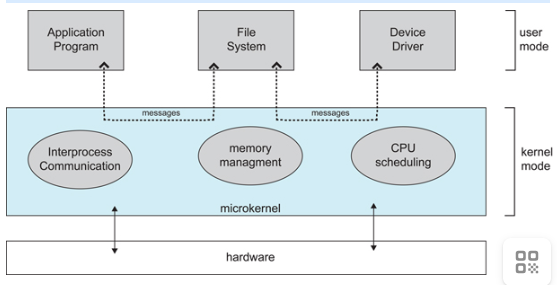 Application
Program
File
System
Device
Driver
user
mode
messages
messages
Interprocess
Communication
memory
managment
CPU
scheduling
kernel
mode
microkernel
hardware